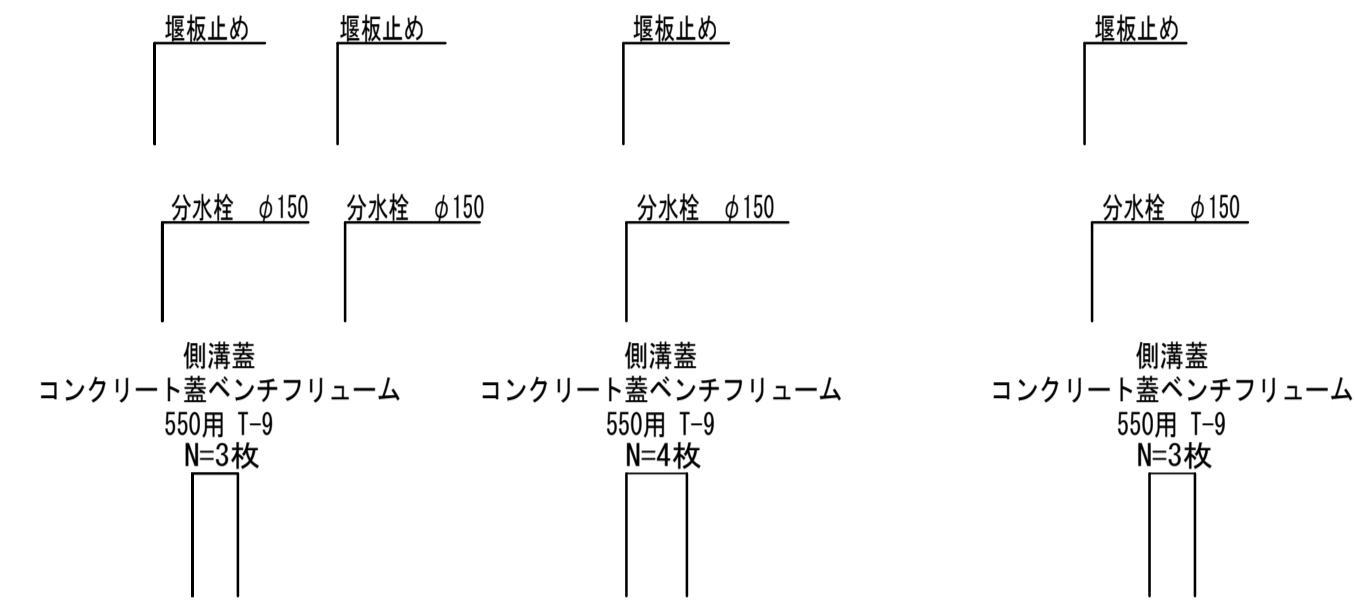 堰板止め
堰板止め
堰板止め
堰板止め
分水栓　φ150
分水栓　φ150
分水栓　φ150
分水栓　φ150
側溝蓋
コンクリート蓋ベンチフリューム
550用 T-9
N=3枚
側溝蓋
コンクリート蓋ベンチフリューム
550用 T-9
N=4枚
側溝蓋
コンクリート蓋ベンチフリューム
550用 T-9
N=3枚